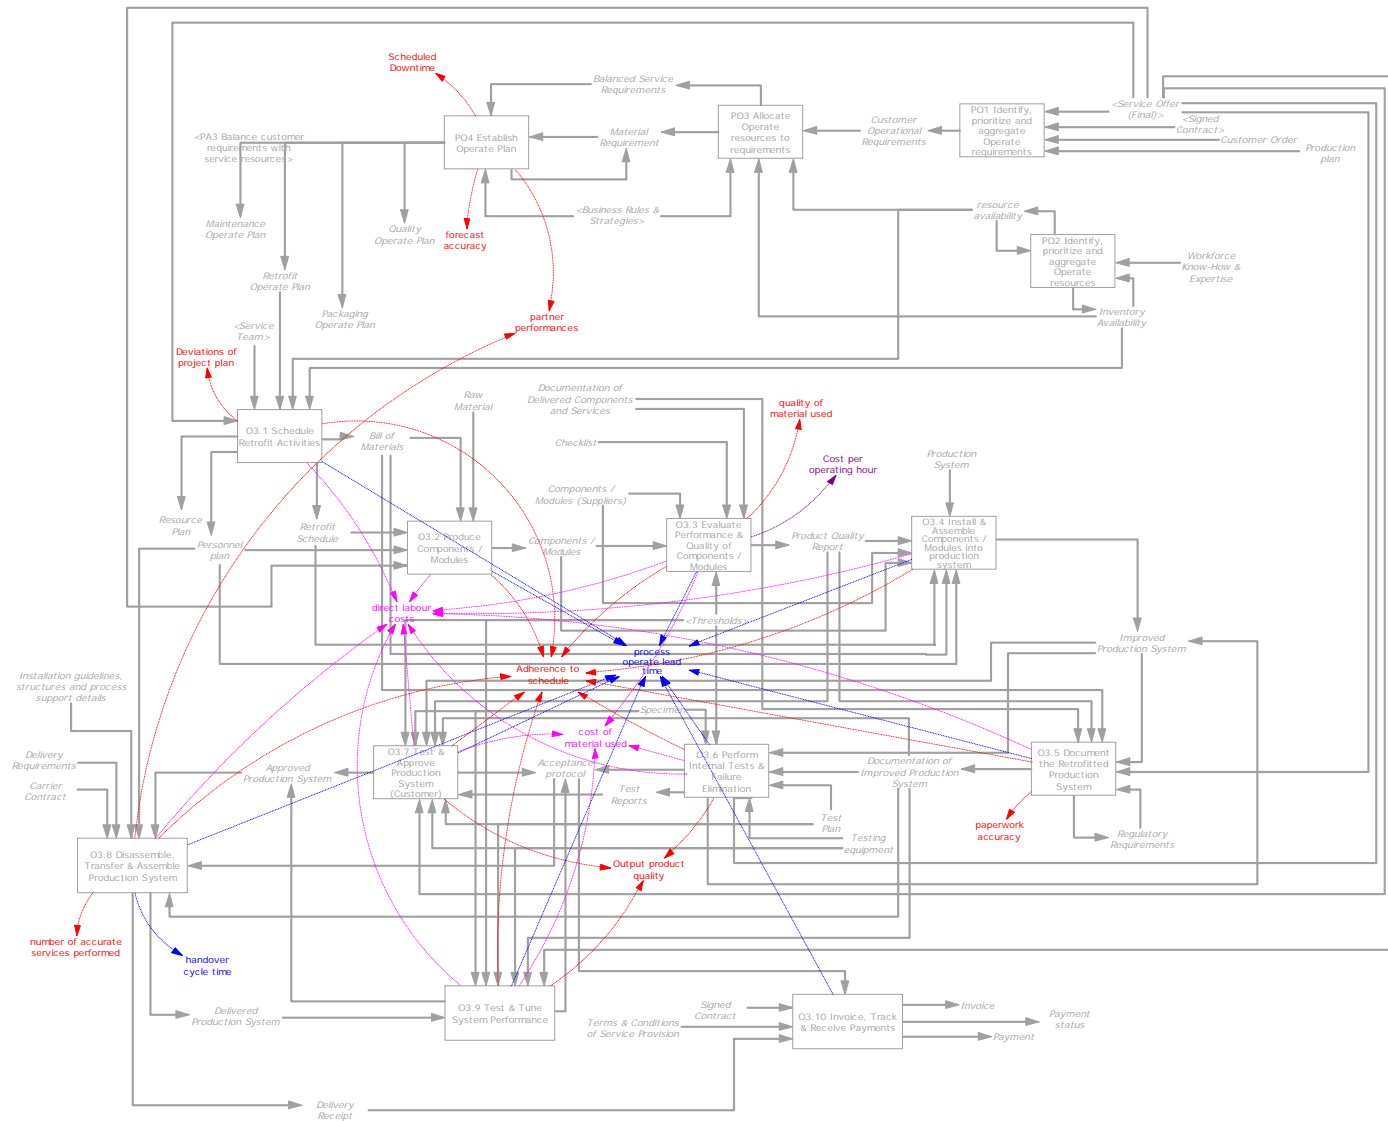 Scheduled
Downtime
Balanced Service
Requirements
<Service Offer
(Final)>
<Signed
Contract>
Customer Order
Production
plan
PO1 Identify,
prioritize and
aggregate
Operate
requirements
Customer
Operational
Requirements
PO3 Allocate
Operate
resources to
requirements
Material
Requirement
PO4 Establish
Operate Plan
<PA3 Balance customer
requirements with
service resources>
<Business Rules &
Strategies>
resource
availability
PO2 Identify,
prioritize and
aggregate
Operate
resources
Workforce
Know-How &
Expertise
Inventory
Availability
Maintenance
Operate Plan
Quality
Operate Plan
forecast
accuracy
Retrofit
Operate Plan
Packaging
Operate Plan
partner
performances
<Service
Team>
Deviations of
project plan
O3.1 Schedule
Retrofit Activities
Bill of
Materials
Raw
Material
Documentation of
Delivered Components
and Services
quality of
material used
Checklist
Cost per
operating hour
Production
System
Components /
Modules (Suppliers)
Resource
Plan
Personnel
plan
Retrofit
Schedule
O3.2 Produce
Components /
Modules
Components /
Modules
O3.3 Evaluate
Performance &
Quality of
Components /
Modules
Product Quality
Report
O3.4 Install &
Assemble
Components /
Modules into
production
system
direct labour
costs
<Thresholds>
process
operate lead
time
Improved
Production System
Adherence to
schedule
Installation guidelines,
structures and process
support details
Specimen
cost of
material used
Delivery
Requirements
Carrier
Contract
Approved
Production System
O3.7 Test &
Approve
Production
System
(Customer)
Acceptance
protocol
Test
Reports
O3.6 Perform
Internal Tests &
Failure
Elimination
Documentation of
Improved Production
System
O3.5 Document
the Retrofitted
Production
System
Test
Plan
Testing
equipment
paperwork
accuracy
Regulatory
Requirements
O3.8 Disassemble,
Transfer & Assemble
Production System
Output product
quality
number of accurate
services performed
handover
cycle time
Delivered
Production System
O3.9 Test & Tune
System Performance
Signed
Contract
Terms & Conditions
of Service Provision
O3.10 Invoice, Track
& Receive Payments
Invoice
Payment
status
Payment
Delivery
Receipt